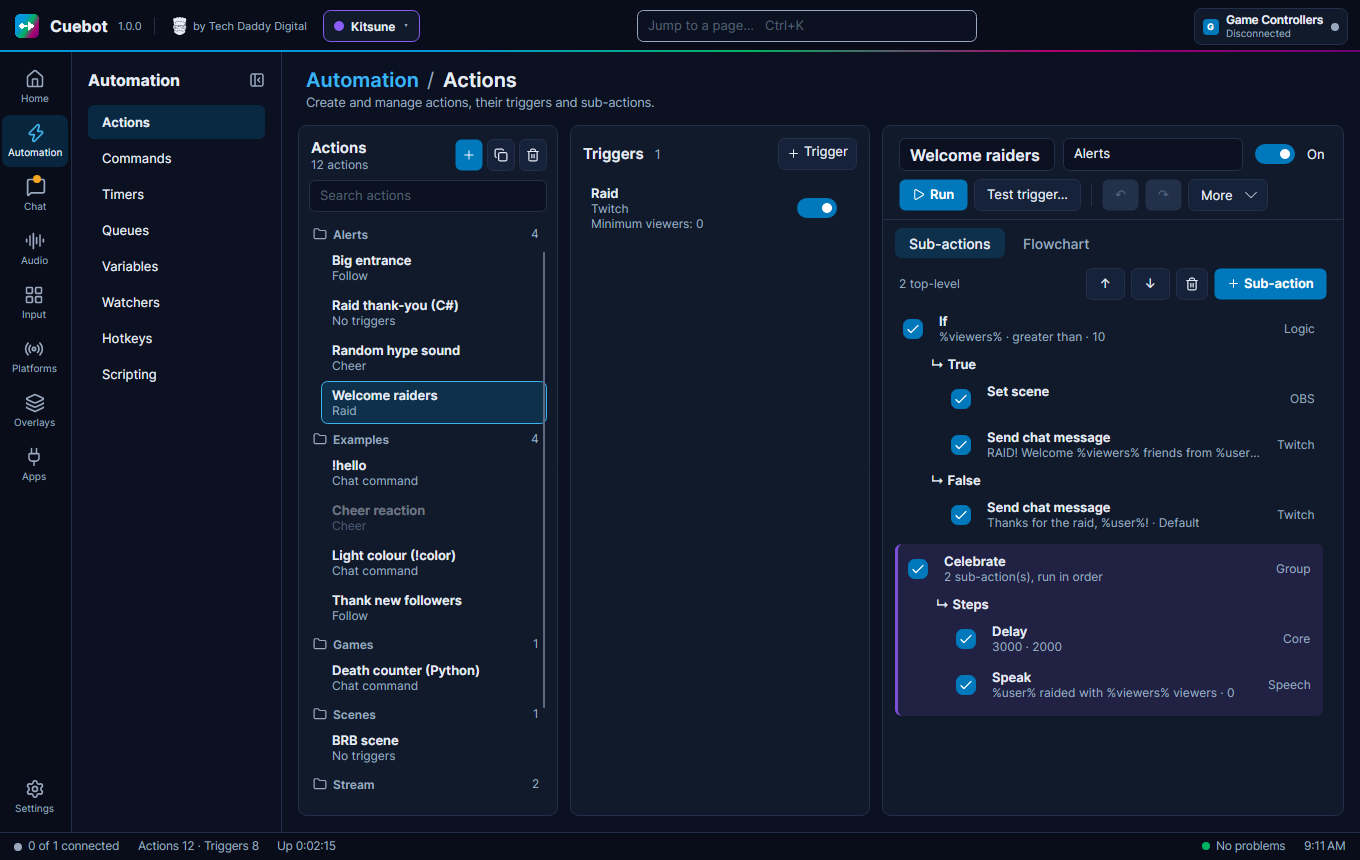 Cuebot 1.0.0 by Tech Daddy Digital Kitsune
Jump to a page... Ctrl+K
G Game Controllers
Disconnected
Home
Automation
Chat
Audio
Input
Platforms
Overlays
Apps
Settings
Automation
Actions
Commands
Timers
Queues
Variables
Watchers
Hotkeys
Scripting
Automation / Actions
Create and manage actions, their triggers and sub-actions.
Actions
12 actions
Search actions
Alerts 4
Big entrance
Follow
Raid thank-you (C#)
No triggers
Random hype sound
Cheer
Welcome raiders
Raid
Examples 4
!hello
Chat command
Cheer reaction
Cheer
Light colour (!color)
Chat command
Thank new followers
Follow
Games 1
Death counter (Python)
Chat command
Scenes 1
BRB scene
No triggers
Stream 2
Triggers 1
+ Trigger
Raid
Twitch
Minimum viewers: 0
Welcome raiders Alerts On
Run Test trigger... More
Sub-actions Flowchart
2 top-level + Sub-action
If
%viewers% · greater than · 10
Logic
↳ True
Set scene
OBS
Send chat message
RAID! Welcome %viewers% friends from %user...
Twitch
↳ False
Send chat message
Thanks for the raid, %user%! · Default
Twitch
Celebrate
2 sub-action(s), run in order
Group
↳ Steps
Delay
3000 · 2000
Core
Speak
%user% raided with %viewers% viewers · 0
Speech
0 of 1 connected Actions 12 · Triggers 8 Up 0:02:15
No problems 9:11 AM